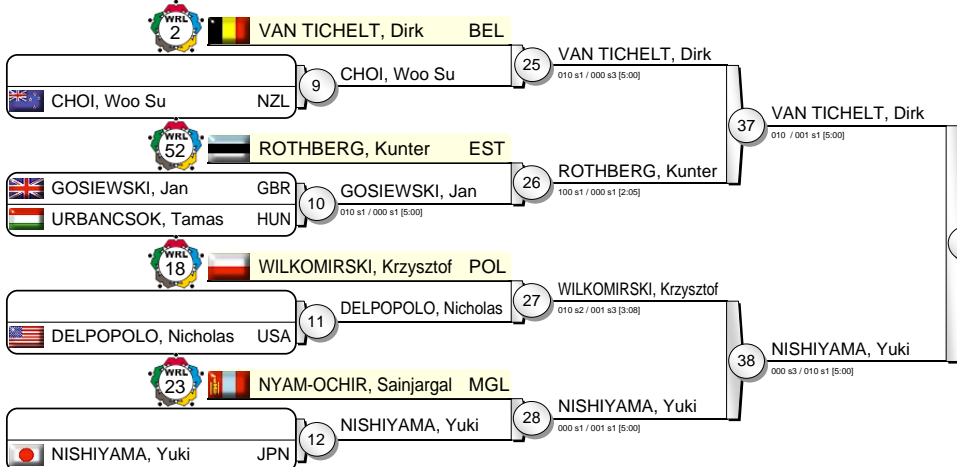 WRL
2
VAN TICHELT, Dirk BEL
25
VAN TICHELT, Dirk
010 s1 / 000 s3 [5:00]
9
CHOI, Woo Su
CHOI, Woo Su NZL
37
VAN TICHELT, Dirk
010 / 001 s1 [5:00]
WRL
52
ROTHBERG, Kunter EST
26
ROTHBERG, Kunter
100 s1 / 000 s1 [2:05]
GOSIEWSKI, Jan GBR
10
GOSIEWSKI, Jan
010 s1 / 000 s1 [5:00]
URBANCSOK, Tamas HUN
WRL
18
WILKOMIRSKI, Krzysztof POL
27
WILKOMIRSKI, Krzysztof
010 s2 / 001 s3 [3:08]
11
DELPOPOLO, Nicholas
DELPOPOLO, Nicholas USA
38
NISHIYAMA, Yuki
000 s3 / 010 s1 [5:00]
WRL
23
NYAM-OCHIR, Sainjargal MGL
28
NISHIYAMA, Yuki
000 s1 / 001 s1 [5:00]
12
NISHIYAMA, Yuki
NISHIYAMA, Yuki JPN